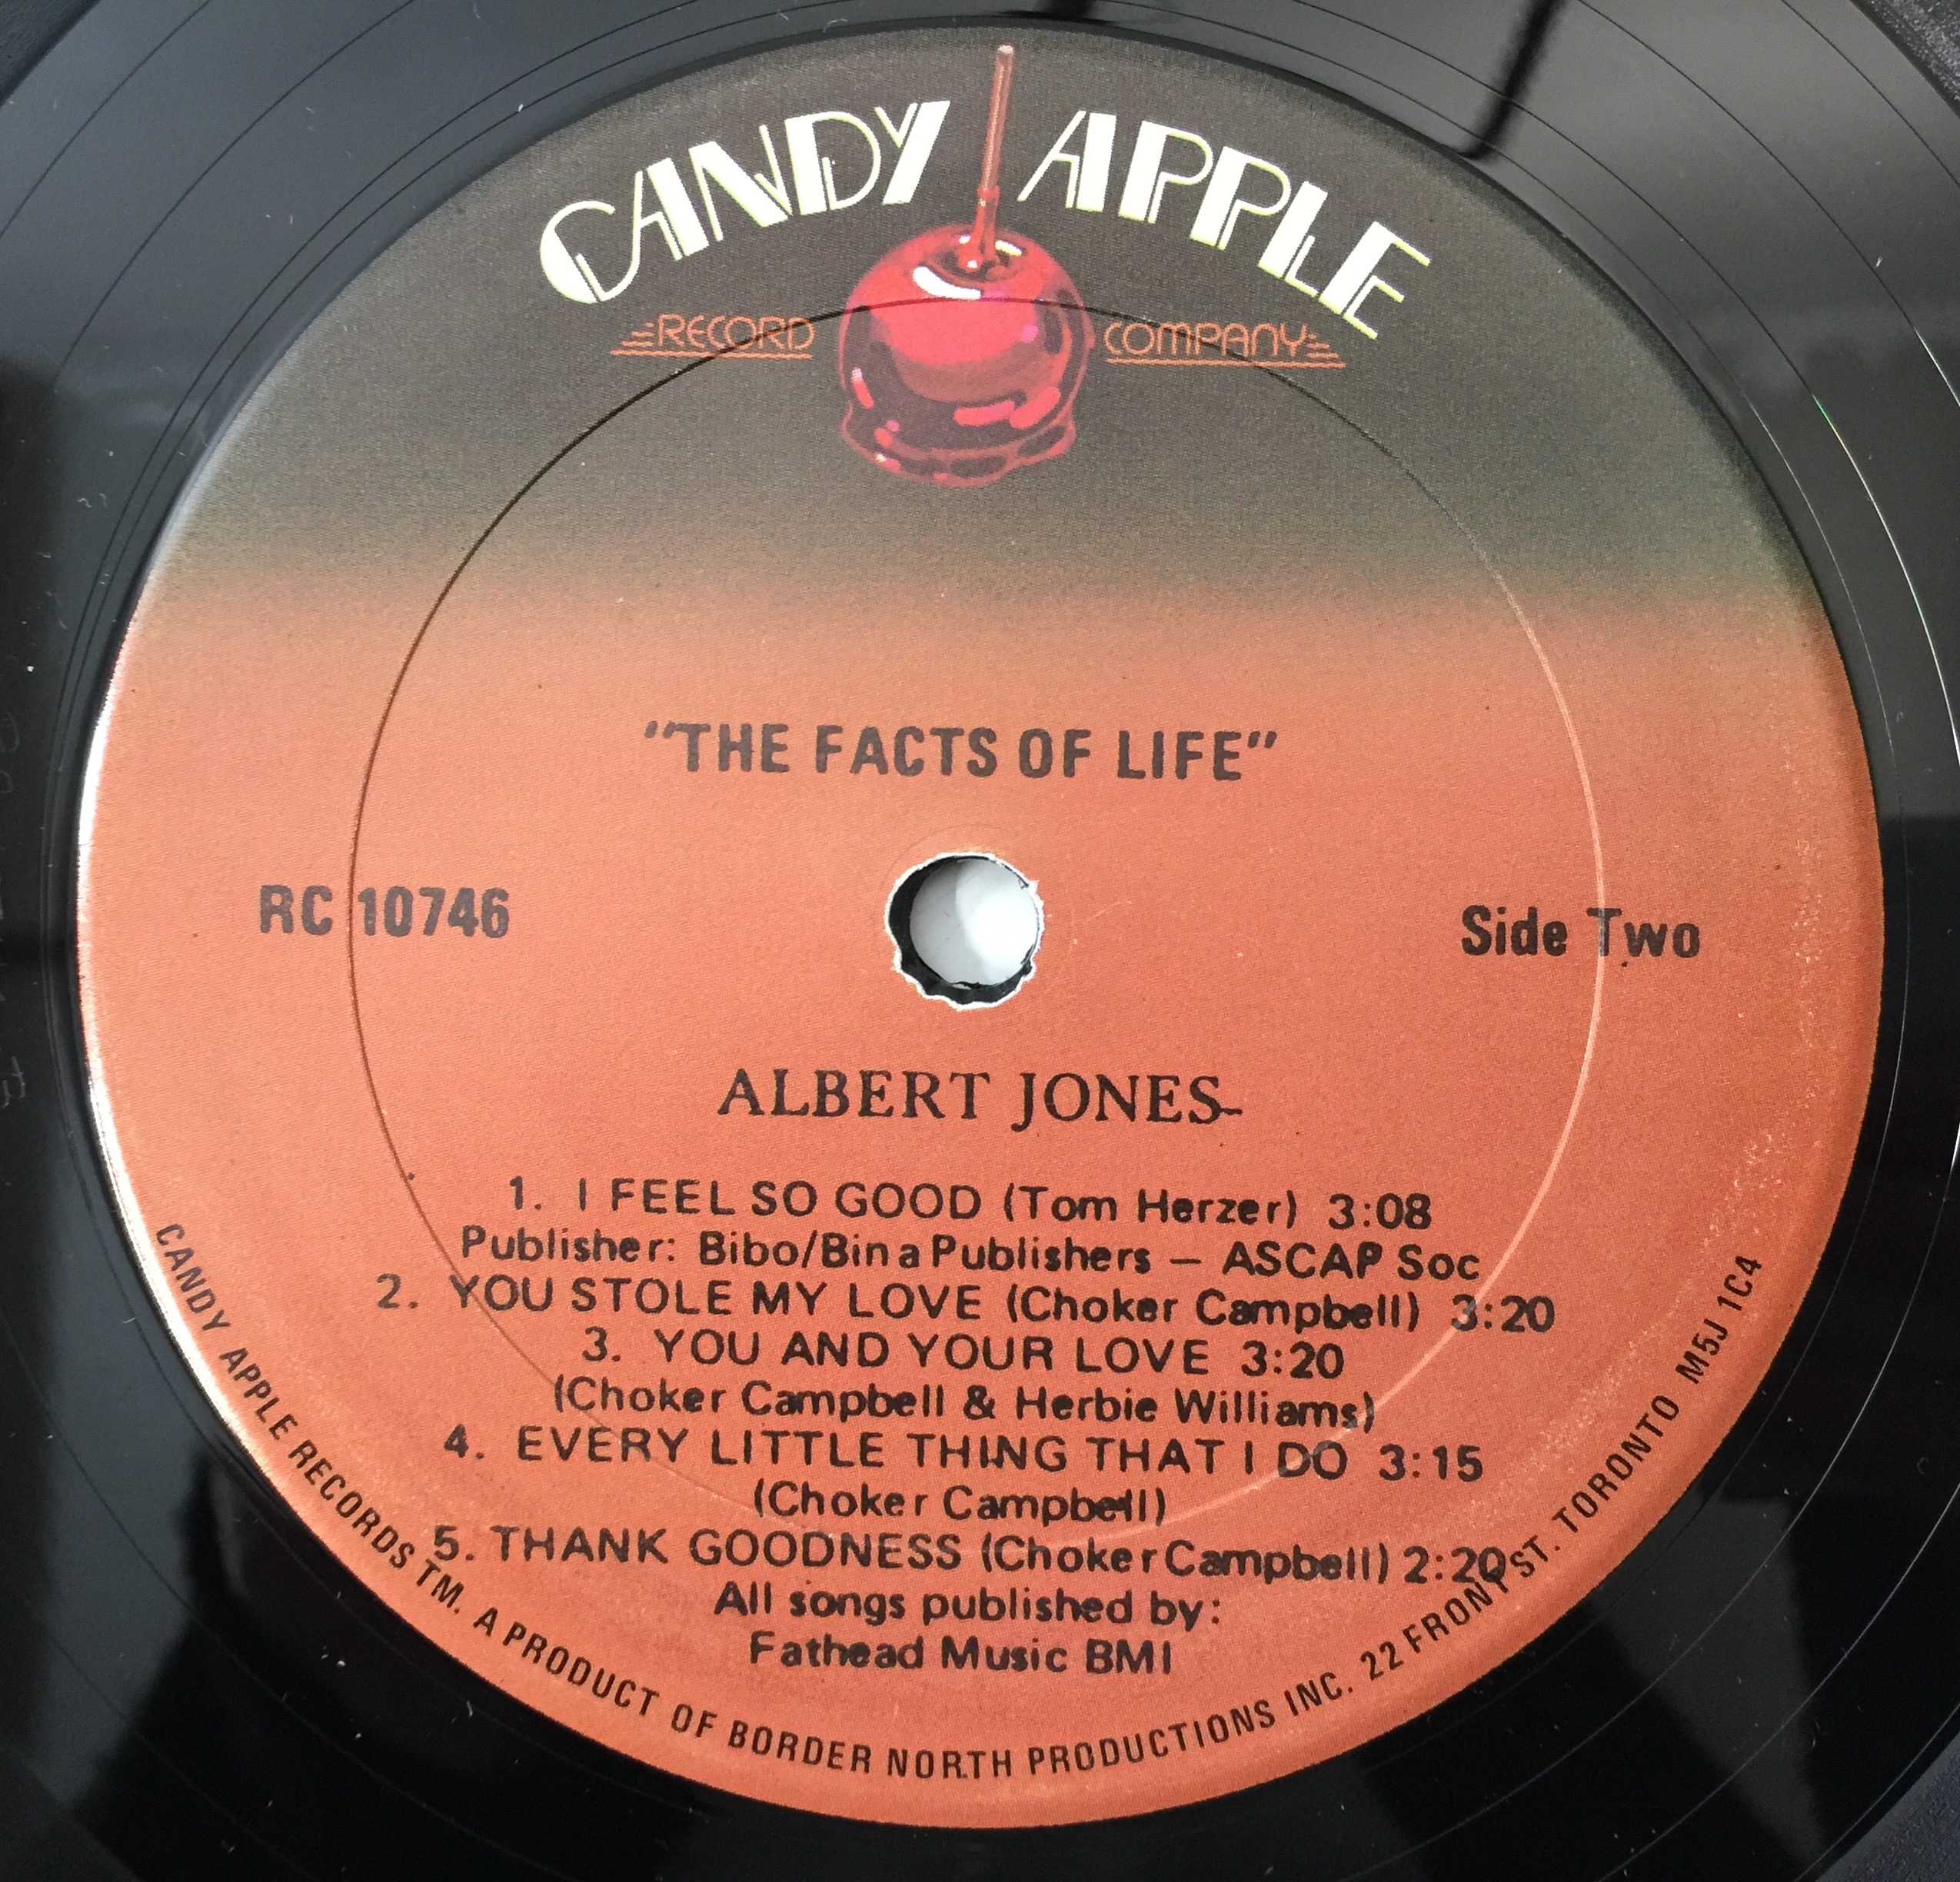 CANDY APPLE
RECORD COMPANY
"THE FACTS OF LIFE"
RC 10746
Side Two
ALBERT JONES
1. I FEEL SO GOOD (Tom Herzer) 3:08
Publisher: Bibo/Bina Publishers – ASCAP Soc
2. YOU STOLE MY LOVE (Choker Campbell) 3:20
3. YOU AND YOUR LOVE 3:20
(Choker Campbell & Herbie Williams)
4. EVERY LITTLE THING THAT I DO 3:15
(Choker Campbell)
5. THANK GOODNESS (Choker Campbell) 2:20
All songs published by:
Fathead Music BMI
CANDY APPLE RECORDS TM. A PRODUCT OF BORDER NORTH PRODUCTIONS INC. 22 FRONT ST. TORONTO M5J 1C4